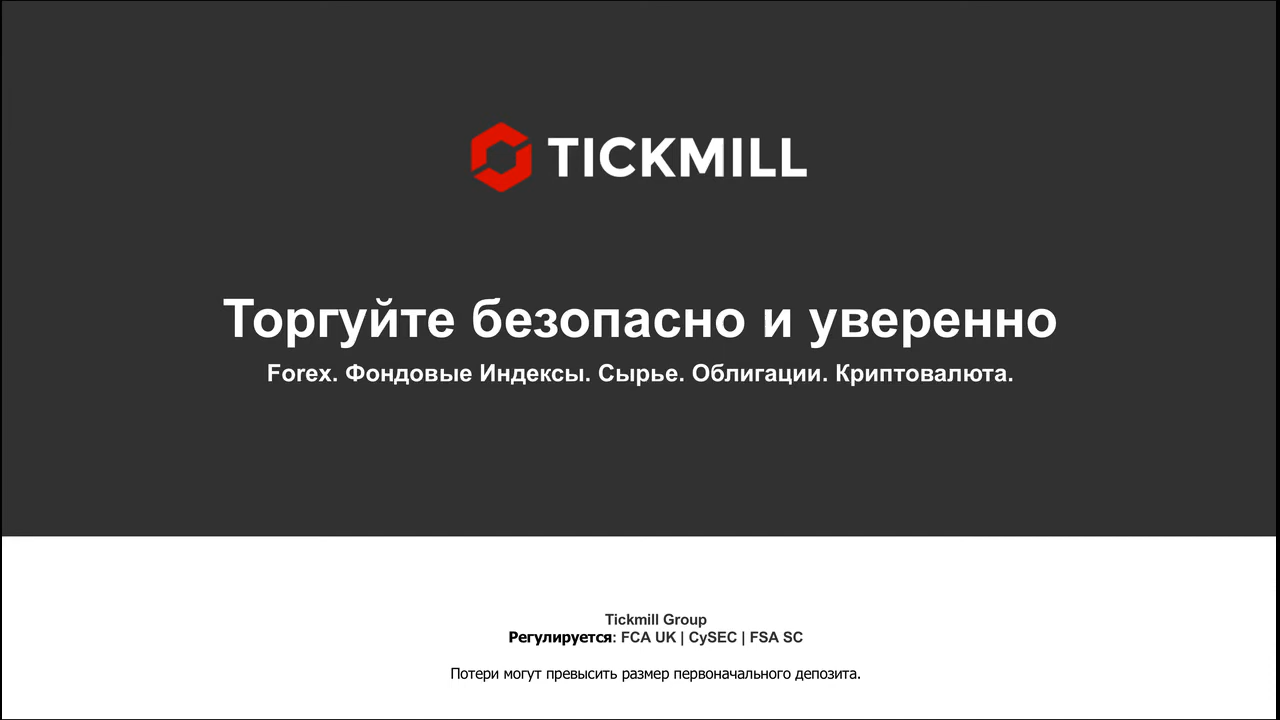 TICKMILL
Торгуйте безопасно и уверенно
Forex. Фондовые Индексы. Сырье. Облигации. Криптовалюта.
Tickmill Group
Регулируется: FCA UK | CySEC | FSA SC
Потери могут превысить размер первоначального депозита.